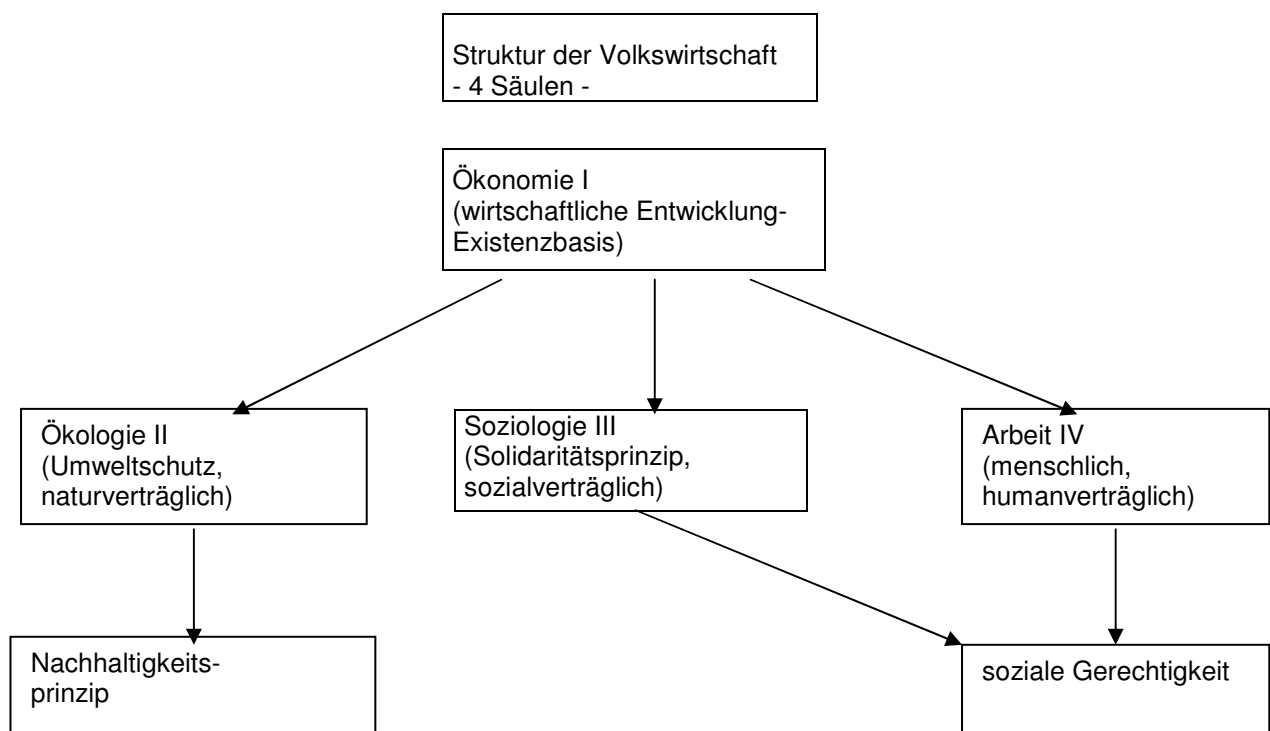 Struktur der Volkswirtschaft
- 4 Säulen -
Ökonomie I
(wirtschaftliche Entwicklung-
Existenzbasis)
Ökologie II
(Umweltschutz,
naturverträglich)
Soziologie III
(Solidaritätsprinzip,
sozialverträglich)
Arbeit IV
(menschlich,
humanverträglich)
Nachhaltigkeits-
prinzip
soziale Gerechtigkeit